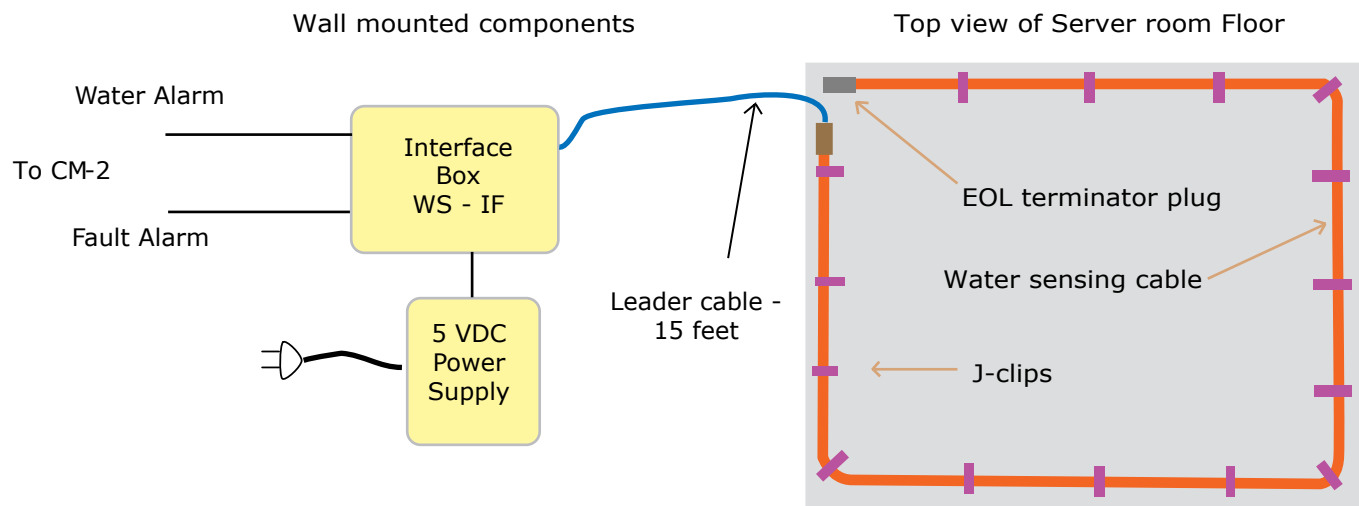 Wall mounted components
Top view of Server room Floor
Water Alarm
To CM-2
Fault Alarm
Interface
Box
WS - IF
5 VDC
Power
Supply
Leader cable -
15 feet
EOL terminator plug
Water sensing cable
J-clips